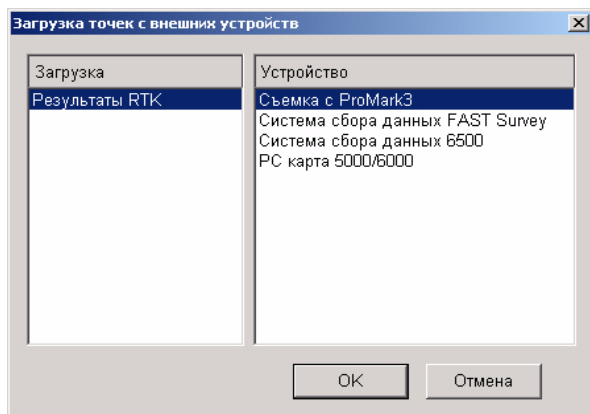 Загрузка точек с внешних устройств
Загрузка
Устройство
Результаты RTK
Съемка с ProMark3
Система сбора данных FAST Survey
Система сбора данных 6500
PC карта 5000/6000
OK
Отмена